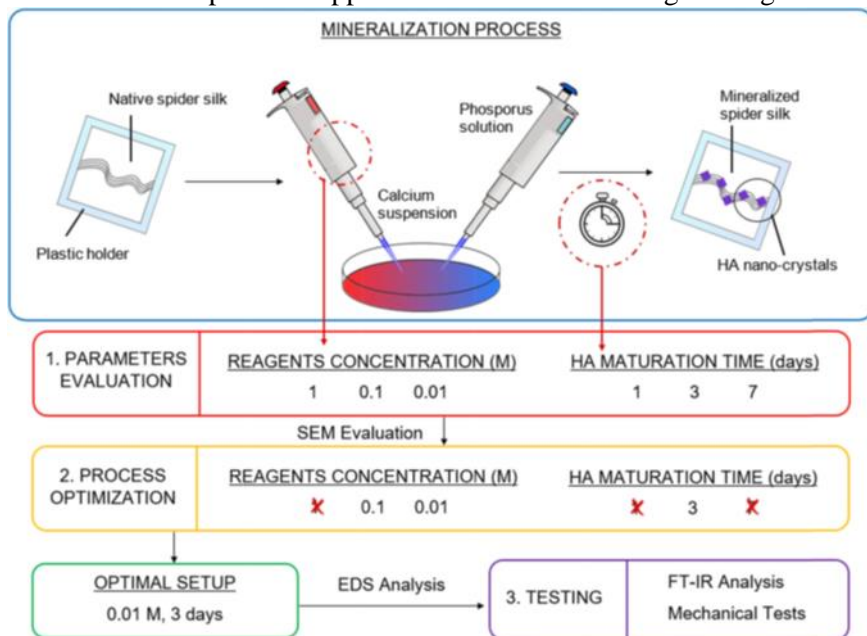 MINERALIZATION PROCESS
Native spider silk
Plastic holder
Calcium
suspension
Phosporus
solution
Mineralized
spider silk
HA nano-crystals
1. PARAMETERS
EVALUATION
REAGENTS CONCENTRATION (M)
1 0.1 0.01
HA MATURATION TIME (days)
1 3 7
SEM Evaluation
2. PROCESS
OPTIMIZATION
REAGENTS CONCENTRATION (M)
0.1 0.01
HA MATURATION TIME (days)
3
OPTIMAL SETUP
0.01 M, 3 days
EDS Analysis
3. TESTING
FT-IR Analysis
Mechanical Tests